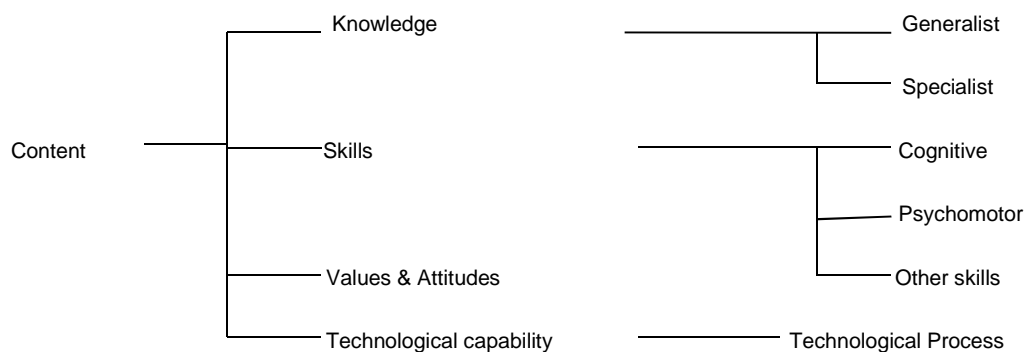 Knowledge Generalist
Specialist
Content Skills Cognitive
Psychomotor
Values & Attitudes Other skills
Technological capability Technological Process